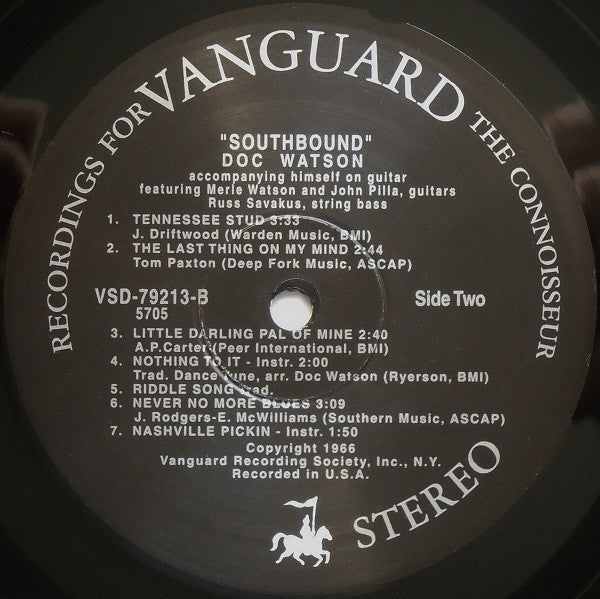 RECORDINGS FOR VANGUARD THE CONNOISSEUR
"SOUTHBOUND"
DOC WATSON
accompanying himself on guitar
featuring Merle Watson and John Pilla, guitars
Russ Savakus, string bass
1. TENNESSEE STUD 3:33
J. Driftwood (Warden Music, BMI)
2. THE LAST THING ON MY MIND 2:44
Tom Paxton (Deep Fork Music, ASCAP)
VSD-79213-B
5705
Side Two
3. LITTLE DARLING PAL OF MINE 2:40
A.P.Carter (Peer International, BMI)
4. NOTHING TO IT - Instr. 2:00
Trad. Dance Tune, arr. Doc Watson (Ryerson, BMI)
5. RIDDLE SONG Trad.
6. NEVER NO MORE BLUES 3:09
J. Rodgers-E. McWilliams (Southern Music, ASCAP)
7. NASHVILLE PICKIN - Instr. 1:50
Copyright 1966
Vanguard Recording Society, Inc., N.Y.
Recorded in U.S.A.
STEREO